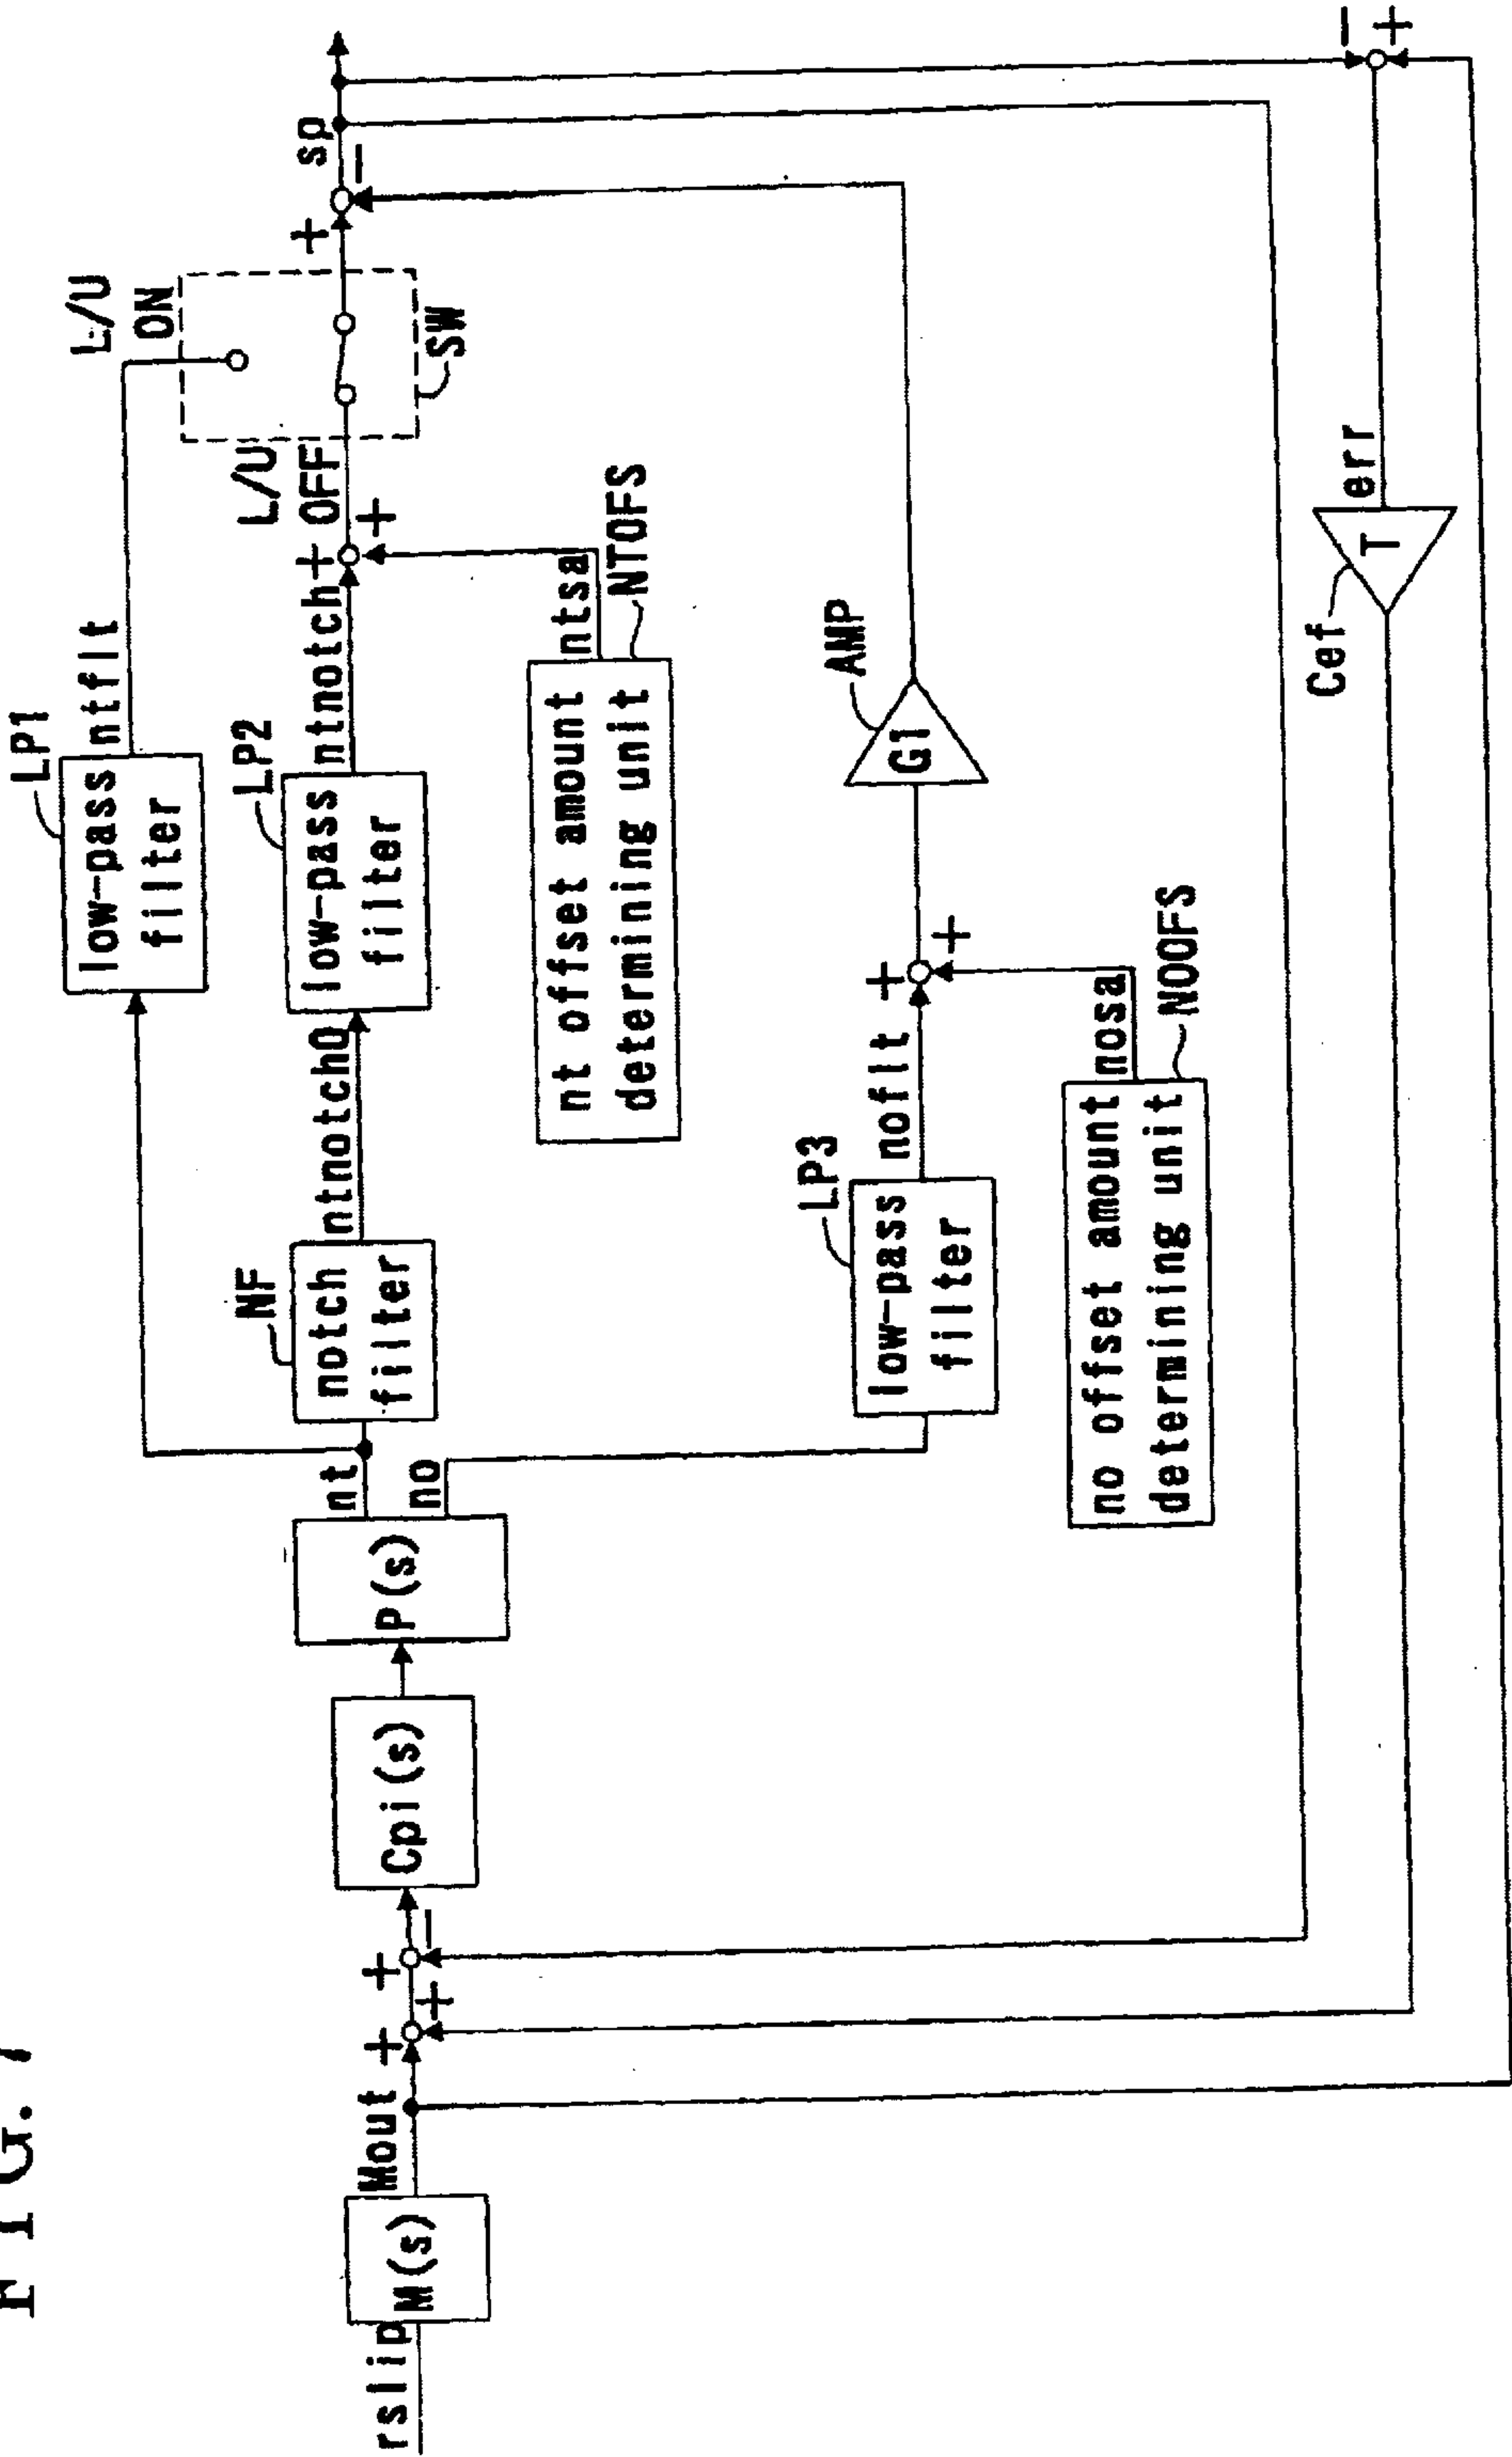 FIG. 7
rslip
M(s)
Mout
+
+
+
−
Cpi(s)
P(s)
nt
no
NF
notch
filter
ntnotch0
LP1
low-pass
filter
ntflt
LP2
low-pass
filter
ntnotch
+
+
nt offset amount
determining unit
ntsa
NTOFS
L/U
OFF
L/U
ON
SW
+
−
sp
LP3
low-pass
filter
noflt
+
+
no offset amount
determining unit
nosa
NOOFS
G1
AMP
T
Cef
err
−
+